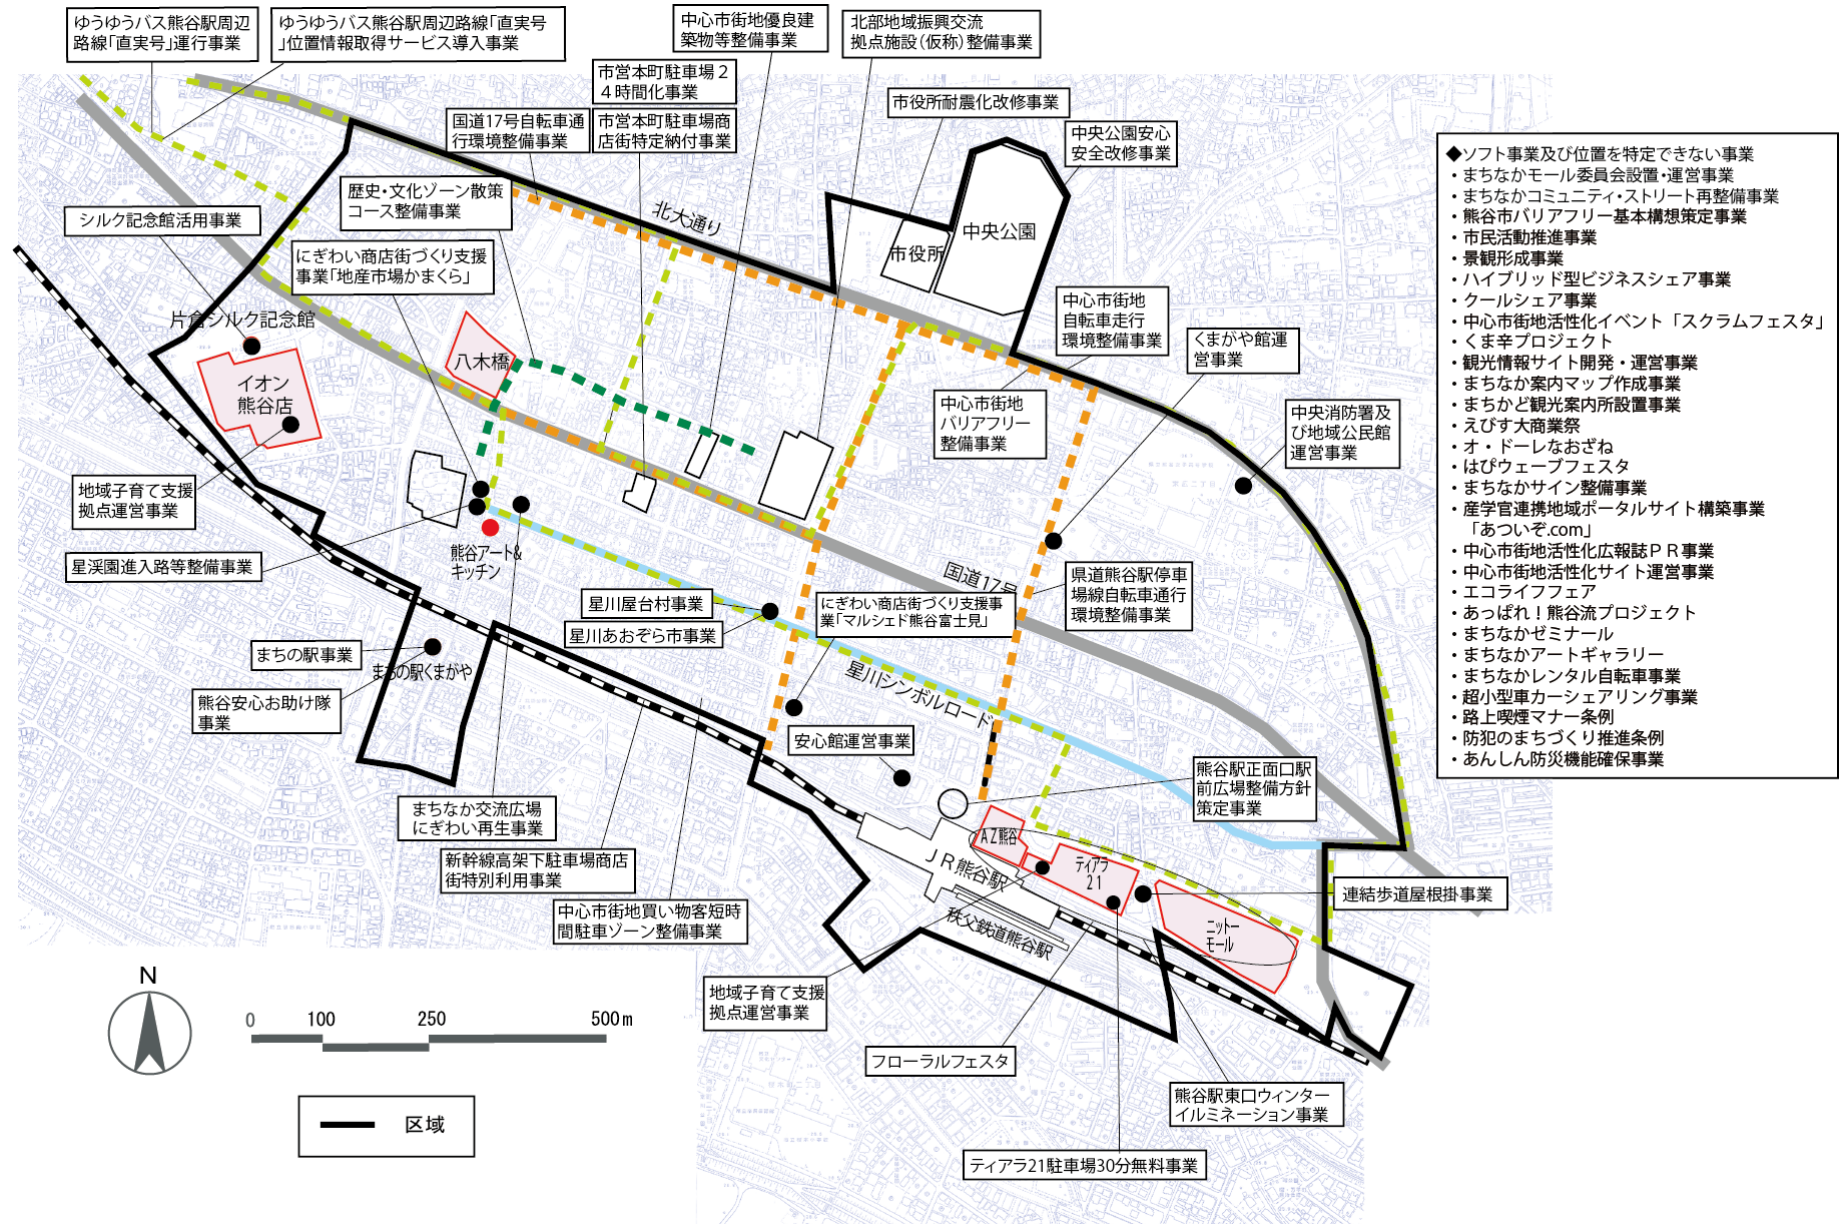 ゆうゆうバス熊谷駅周辺
路線「直実号」運行事業
ゆうゆうバス熊谷駅周辺路線「直実号
」位置情報取得サービス導入事業
中心市街地優良建
築物等整備事業
北部地域振興交流
拠点施設（仮称）整備事業
市営本町駐車場２
４時間化事業
市役所耐震化改修事業
国道17号自転車通
行環境整備事業
市営本町駐車場商
店街特定納付事業
中央公園安心
安全改修事業
歴史・文化ゾーン散策
コース整備事業
シルク記念館活用事業
にぎわい商店街づくり支援
事業「地産市場かまくら」
北大通り
市役所
中央公園
片倉シルク記念館
イオン
熊谷店
八木橋
中心市街地
自転車走行
環境整備事業
くまがや館運
営事業
中心市街地
バリアフリー
整備事業
中央消防署及
び地域公民館
運営事業
地域子育て支援
拠点運営事業
星渓園進入路等整備事業
熊谷アート&
キッチン
国道17号
県道熊谷駅停車
場線自転車通行
環境整備事業
星川屋台村事業
星川あおぞら市事業
にぎわい商店街づくり支援事
業「マルシェド熊谷富士見」
まちの駅事業
まちの駅くまがや
熊谷安心お助け隊
事業
星川シンボルロード
安心館運営事業
熊谷駅正面口駅
前広場整備方針
策定事業
まちなか交流広場
にぎわい再生事業
新幹線高架下駐車場商店
街特別利用事業
中心市街地買い物客短時
間駐車ゾーン整備事業
ＡＺ熊谷
ティアラ
21
ＪＲ熊谷駅
秩父鉄道熊谷駅
ニットー
モール
連結歩道屋根掛事業
地域子育て支援
拠点運営事業
フローラルフェスタ
熊谷駅東口ウィンター
イルミネーション事業
ティアラ21駐車場30分無料事業
N
0 100 250 500m
区域
◆ソフト事業及び位置を特定できない事業
・まちなかモール委員会設置・運営事業
・まちなかコミュニティ・ストリート再整備事業
・熊谷市バリアフリー基本構想策定事業
・市民活動推進事業
・景観形成事業
・ハイブリッド型ビジネスシェア事業
・クールシェア事業
・中心市街地活性化イベント「スクラムフェスタ」
・くま辛プロジェクト
・観光情報サイト開発・運営事業
・まちなか案内マップ作成事業
・まちかど観光案内所設置事業
・えびす大商業祭
・オ・ドーレなおざね
・はぴウェーブフェスタ
・まちなかサイン整備事業
・産学官連携地域ポータルサイト構築事業
「あついぞ.com」
・中心市街地活性化広報誌ＰＲ事業
・中心市街地活性化サイト運営事業
・エコライフフェア
・あっぱれ！熊谷流プロジェクト
・まちなかゼミナール
・まちなかアートギャラリー
・まちなかレンタル自転車事業
・超小型車カーシェアリング事業
・路上喫煙マナー条例
・防犯のまちづくり推進条例
・あんしん防災機能確保事業